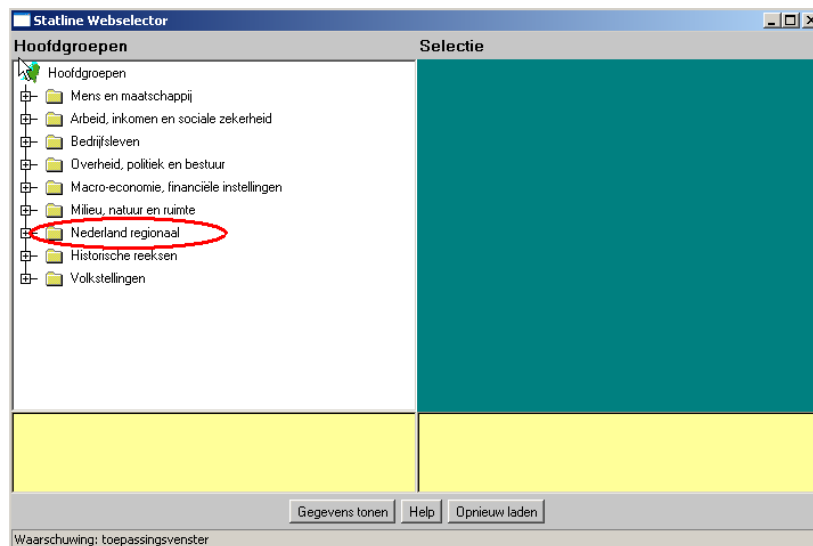 Statline Webselector
Hoofdgroepen
Selectie
Hoofdgroepen
Mens en maatschappij
Arbeid, inkomen en sociale zekerheid
Bedrijfsleven
Overheid, politiek en bestuur
Macro-economie, financiële instellingen
Milieu, natuur en ruimte
Nederland regionaal
Historische reeksen
Volkstellingen
Gegevens tonen Help Opnieuw laden
Waarschuwing: toepassingsvenster